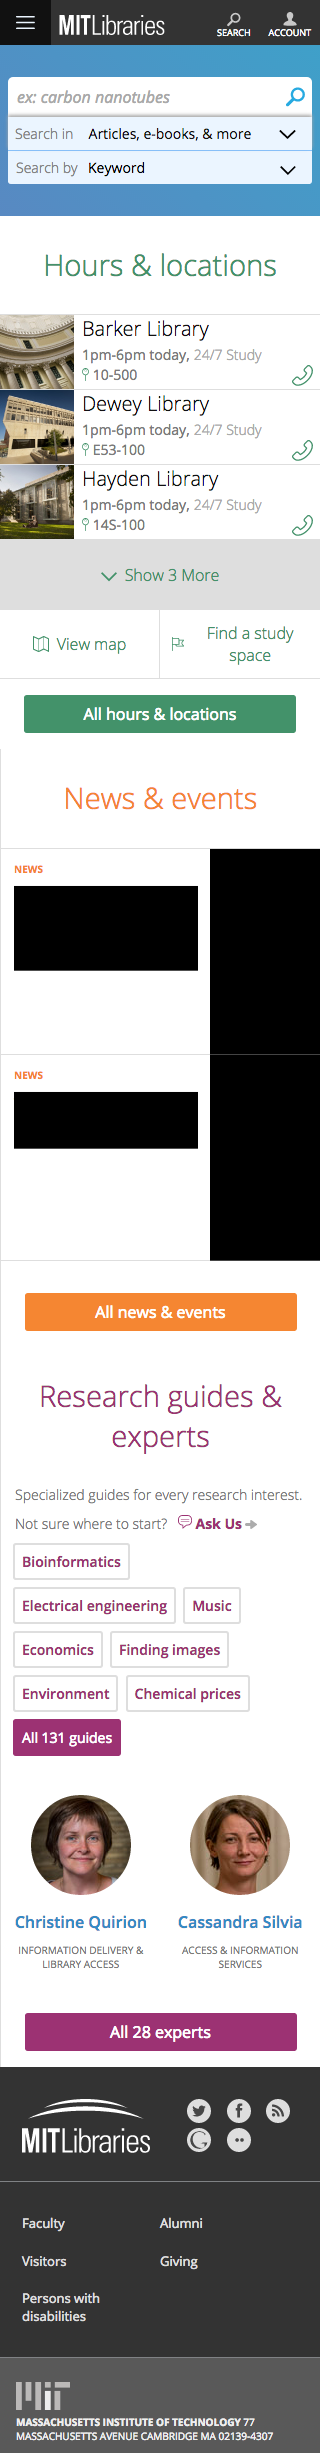 MITLibraries
SEARCH
ACCOUNT
ex: carbon nanotubes
Search in Articles, e-books, & more
Search by Keyword
Hours & locations
Barker Library
1pm-6pm today, 24/7 Study
10-500
Dewey Library
1pm-6pm today, 24/7 Study
E53-100
Hayden Library
1pm-6pm today, 24/7 Study
14S-100
Show 3 More
View map
Find a study
space
All hours & locations
News & events
NEWS
NEWS
All news & events
Research guides &
experts
Specialized guides for every research interest.
Not sure where to start? Ask Us
Bioinformatics
Electrical engineering Music
Economics Finding images
Environment Chemical prices
All 131 guides
Christine Quirion
INFORMATION DELIVERY &
LIBRARY ACCESS
Cassandra Silvia
ACCESS & INFORMATION
SERVICES
All 28 experts
MITLibraries
Faculty
Alumni
Visitors
Giving
Persons with
disabilities
MIT
MASSACHUSETTS INSTITUTE OF TECHNOLOGY 77
MASSACHUSETTS AVENUE CAMBRIDGE MA 02139-4307